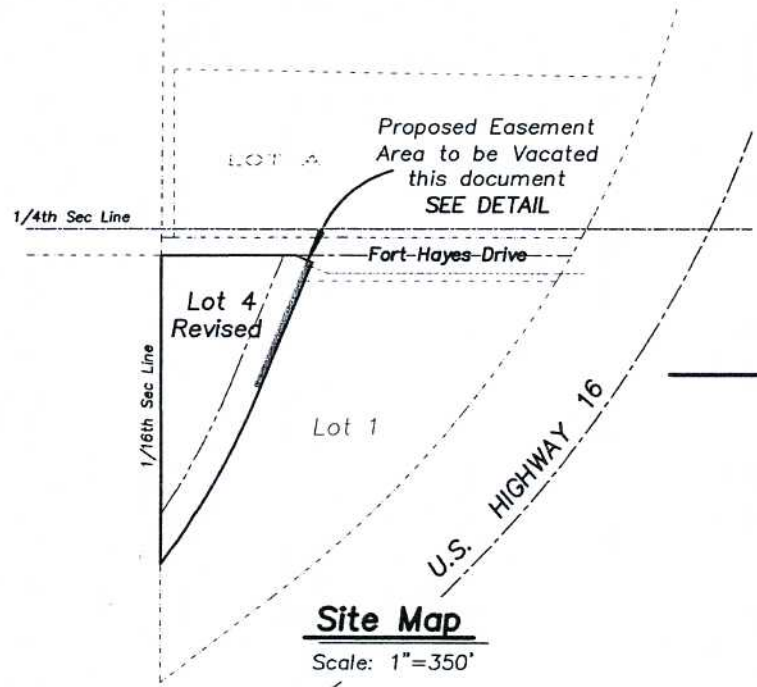 LOT A
Proposed Easement
Area to be Vacated
this document
SEE DETAIL
1/4th Sec Line
Fort Hayes Drive
Lot 4
Revised
1/16th Sec Line
Lot 1
U.S. HIGHWAY 16
Site Map
Scale: 1"=350'